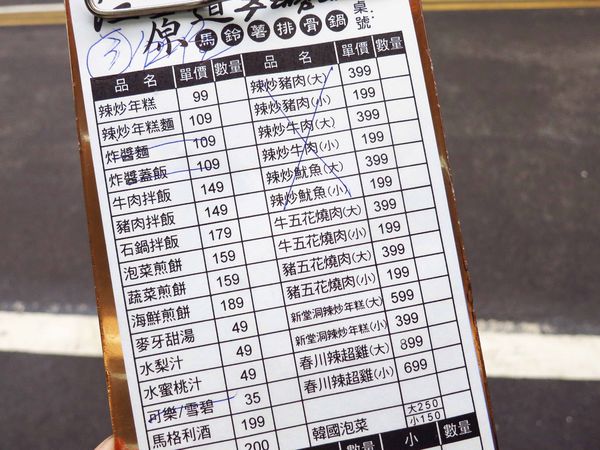 桌號
原道
馬鈴薯排骨鍋
③
品名 單價 數量 品名 單價 數量
辣炒年糕 99 辣炒豬肉(大) 399
辣炒年糕麵 109 辣炒豬肉(小) 199
炸醬麵 109 辣炒牛肉(大) 399
炸醬蓋飯 109 辣炒牛肉(小) 199
牛肉拌飯 149 辣炒魷魚(大) 399
豬肉拌飯 149 辣炒魷魚(小) 199
石鍋拌飯 179 牛五花燒肉(大) 399
泡菜煎餅 159 牛五花燒肉(小) 199
蔬菜煎餅 159 豬五花燒肉(大) 399
海鮮煎餅 189 豬五花燒肉(小) 199
麥牙甜湯 49 新堂洞辣炒年糕(大) 599
水梨汁 49 新堂洞辣炒年糕(小) 399
水蜜桃汁 49 春川辣超雞(大) 899
可樂/雪碧 35 春川辣超雞(小) 699
馬格利酒 199
200 韓國泡菜 大250 小150
數量 小 數量